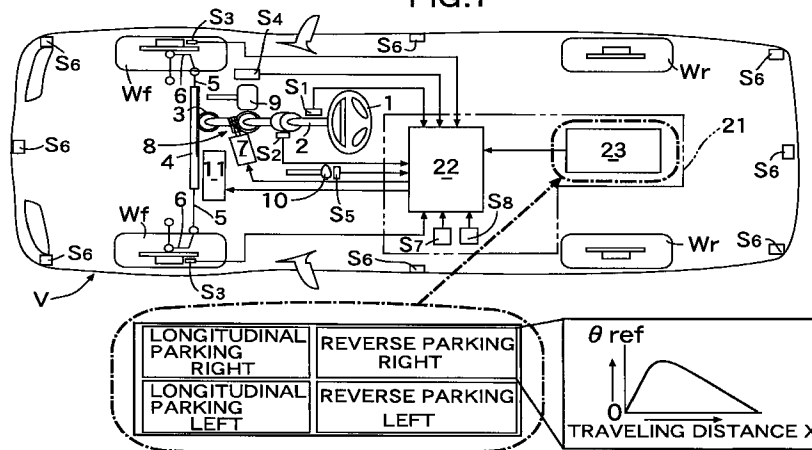 FIG.1
S6
S3
S4
S6
S6
Wf
5
6
9
S1
1
Wr
3
8
2
S2
7
4
11
10
S5
22
23
21
S6
S6
6
5
Wf
S7
S8
Wr
S6
S6
S3
S6
V
LONGITUDINAL
PARKING
RIGHT
REVERSE PARKING
RIGHT
LONGITUDINAL
PARKING
LEFT
REVERSE PARKING
LEFT
θ ref
0
TRAVELING DISTANCE X